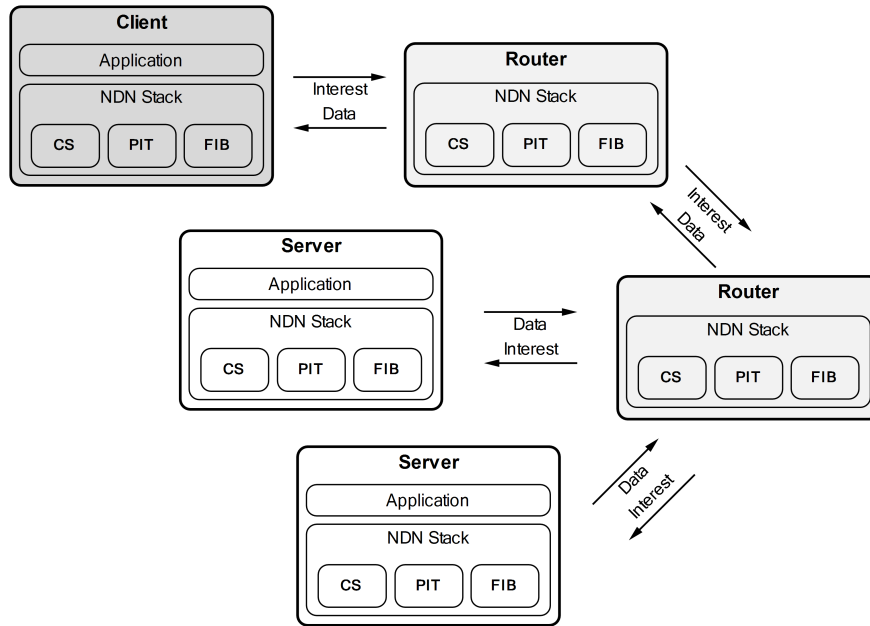 Client
Application
NDN Stack
CS PIT FIB
Interest
Data
Router
NDN Stack
CS PIT FIB
Interest
Data
Server
Application
NDN Stack
CS PIT FIB
Data
Interest
Router
NDN Stack
CS PIT FIB
Server
Application
NDN Stack
CS PIT FIB
Data
Interest